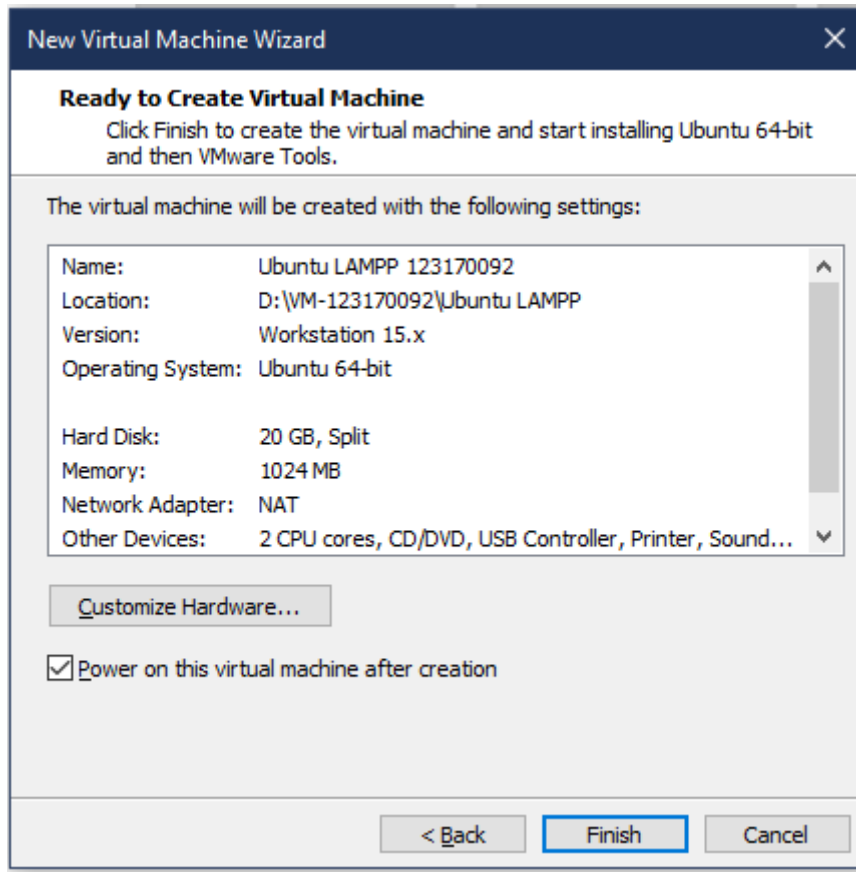 New Virtual Machine Wizard
Ready to Create Virtual Machine
Click Finish to create the virtual machine and start installing Ubuntu 64-bit
and then VMware Tools.
The virtual machine will be created with the following settings:
Name: Ubuntu LAMPP 123170092
Location: D:\VM-123170092\Ubuntu LAMPP
Version: Workstation 15.x
Operating System: Ubuntu 64-bit
Hard Disk: 20 GB, Split
Memory: 1024 MB
Network Adapter: NAT
Other Devices: 2 CPU cores, CD/DVD, USB Controller, Printer, Sound...
Customize Hardware...
Power on this virtual machine after creation
< Back Finish Cancel